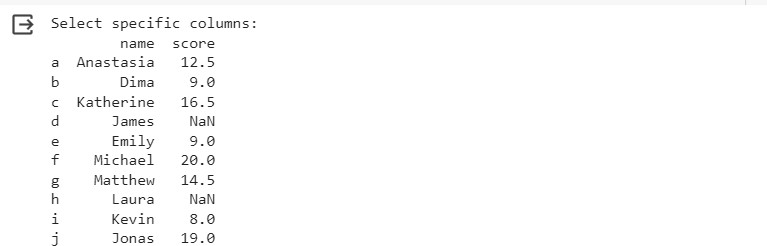 Select specific columns:
name score
a Anastasia 12.5
b Dima 9.0
c Katherine 16.5
d James NaN
e Emily 9.0
f Michael 20.0
g Matthew 14.5
h Laura NaN
i Kevin 8.0
j Jonas 19.0